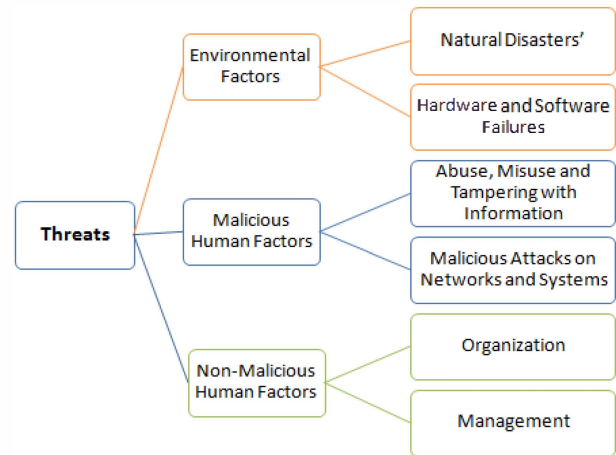 Threats
Environmental
Factors
Natural Disasters’
Hardware and Software
Failures
Malicious
Human Factors
Abuse, Misuse and
Tampering with
Information
Malicious Attacks on
Networks and Systems
Non-Malicious
Human Factors
Organization
Management